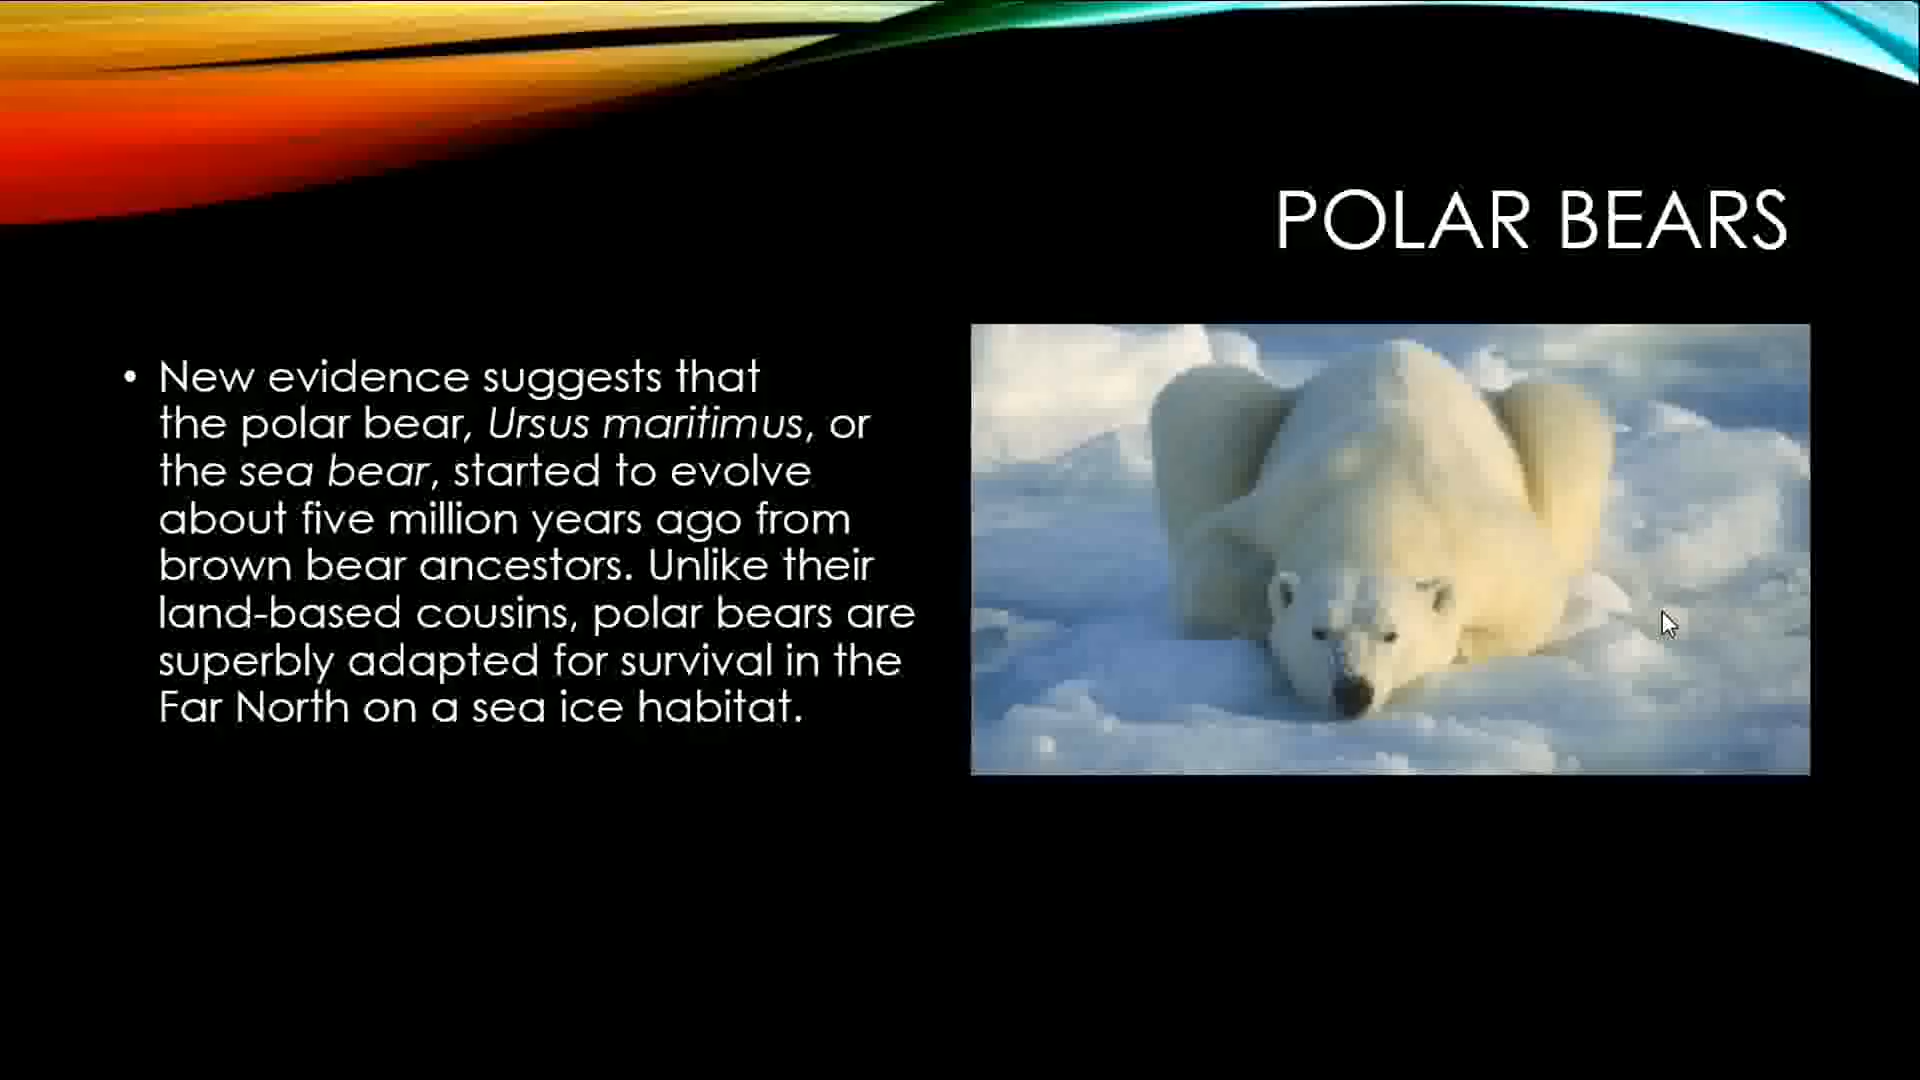 POLAR BEARS
• New evidence suggests that
the polar bear, Ursus maritimus, or
the sea bear, started to evolve
about five million years ago from
brown bear ancestors. Unlike their
land-based cousins, polar bears are
superbly adapted for survival in the
Far North on a sea ice habitat.